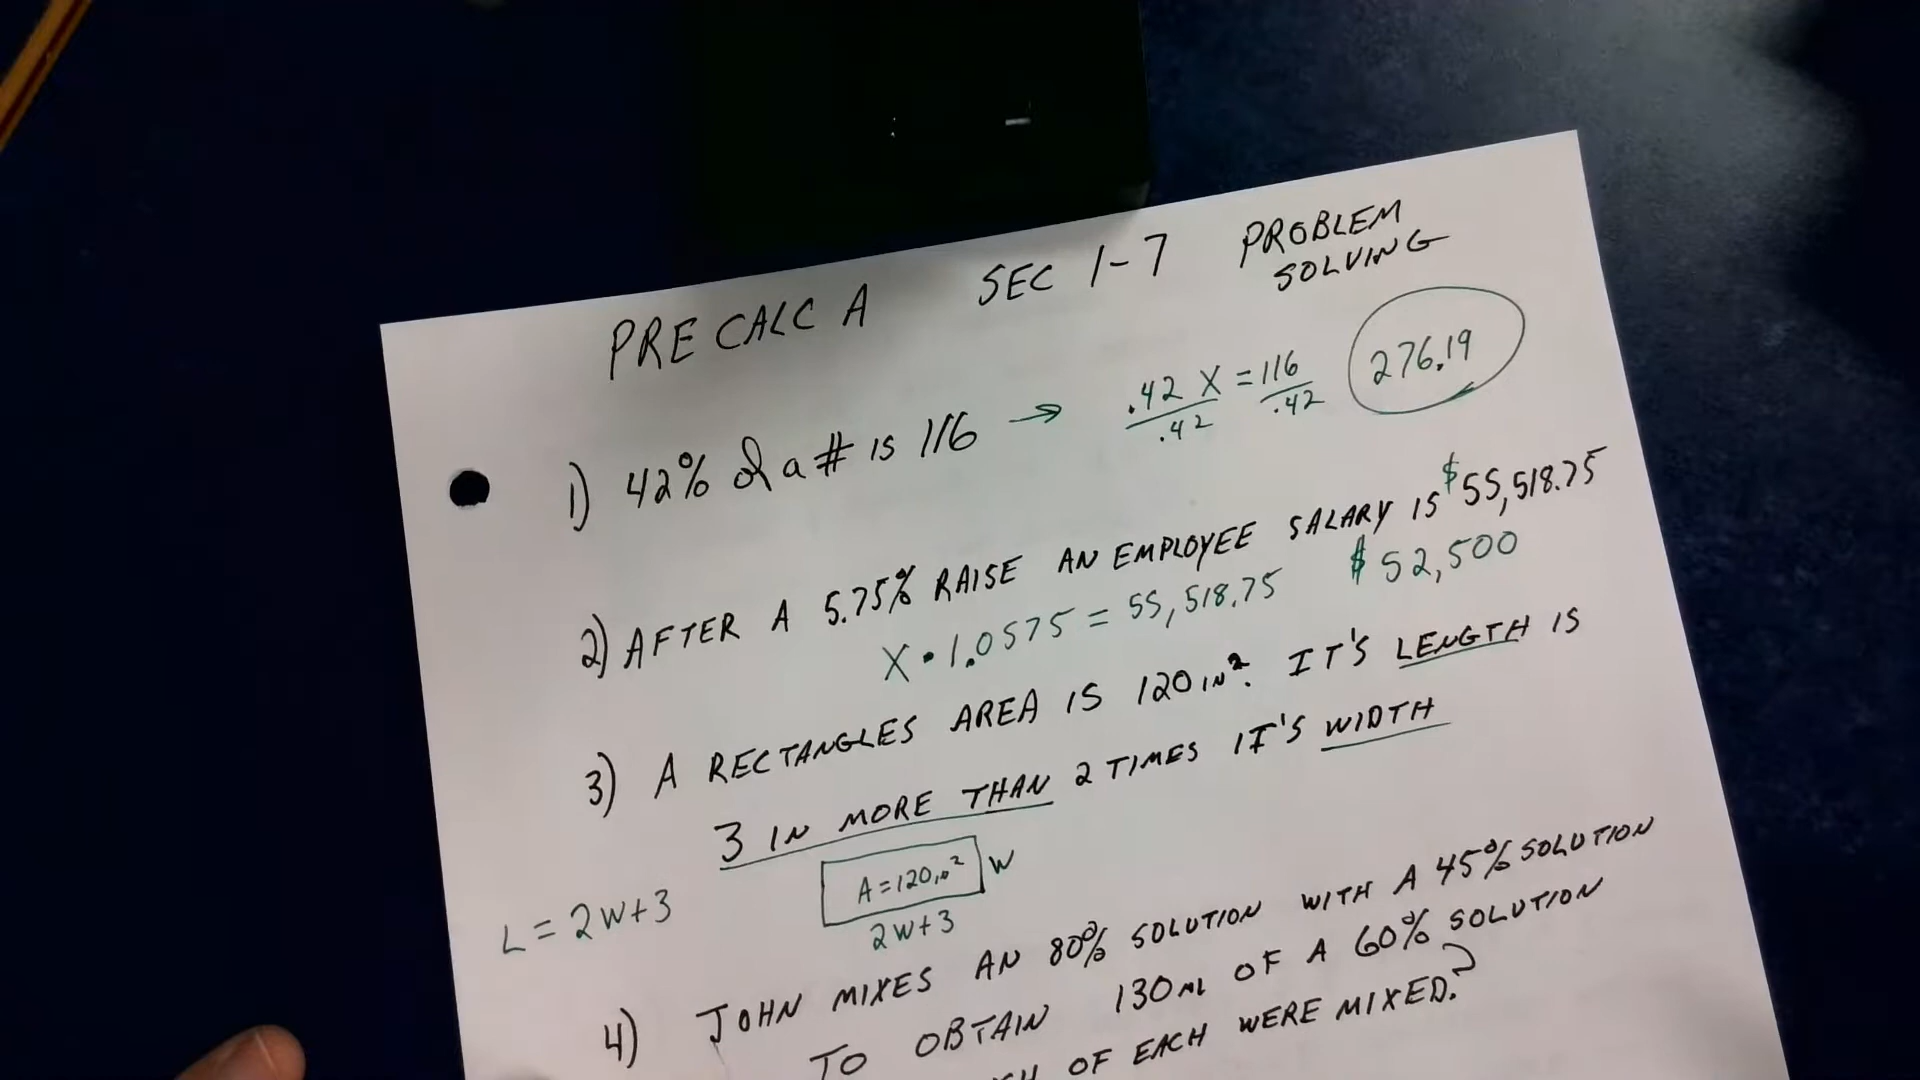 PRE CALC A SEC 1-7 PROBLEM
SOLVING
1) 42% of a # is 116 → .42 X = 116 276.19
.42 .42
2) AFTER A 5.75% RAISE AN EMPLOYEE SALARY IS $55,518.75
X • 1.0575 = 55,518.75 $52,500
3) A RECTANGLES AREA IS 120 IN². IT'S LENGTH IS
3 IN MORE THAN 2 TIMES IT'S WIDTH
L = 2W+3 A = 120 in² W
2W+3
4) JOHN MIXES AN 80% SOLUTION WITH A 45% SOLUTION
TO OBTAIN 130 ML OF A 60% SOLUTION
OF EACH WERE MIXED?